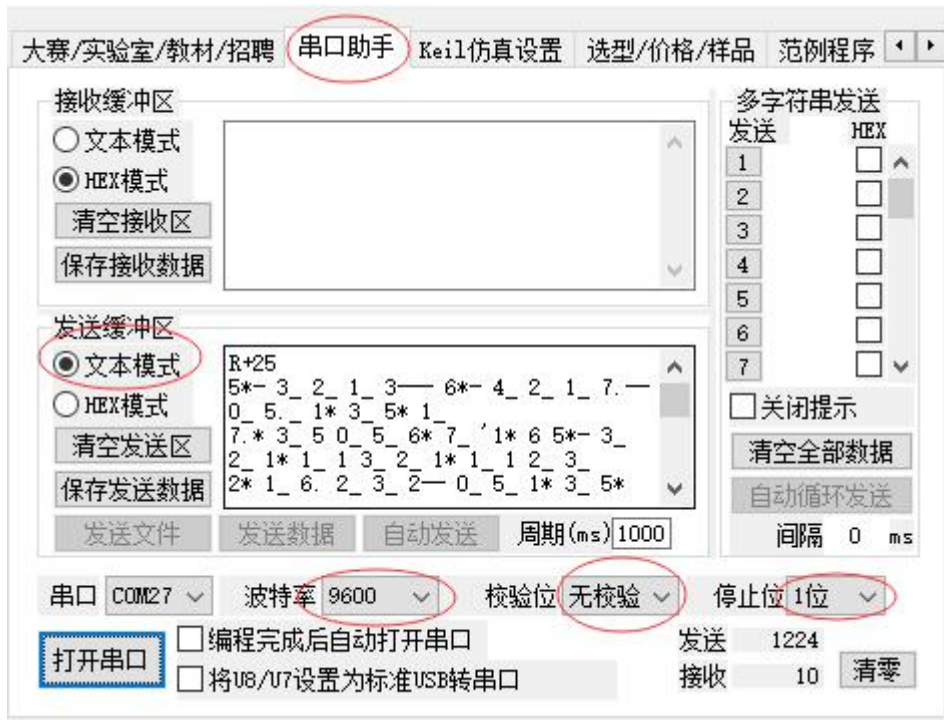 大赛/实验室/教材/招聘 串口助手 Keil仿真设置 选型/价格/样品 范例程序
接收缓冲区
文本模式
HEX模式
清空接收区
保存接收数据
多字符串发送
发送 HEX
1
2
3
4
5
6
7
发送缓冲区
文本模式
HEX模式
清空发送区
保存发送数据
R+25
5*- 3_ 2_ 1_ 3—— 6*- 4_ 2_ 1_ 7.—
0_ 5._ 1* 3_ 5* 1_
7.* 3_ 5 0_ 5_ 6* 7_ ′1* 6 5*- 3_
2_ 1* 1_ 1 3_ 2_ 1* 1_ 1 2_ 3_
2* 1_ 6. 2_ 3_ 2— 0_ 5_ 1* 3_ 5*
关闭提示
清空全部数据
自动循环发送
间隔 0 ms
发送文件 发送数据 自动发送 周期(ms) 1000
串口 COM27 波特率 9600 校验位 无校验 停止位 1位
打开串口
编程完成后自动打开串口
将U8/U7设置为标准USB转串口
发送 1224
接收 10
清零